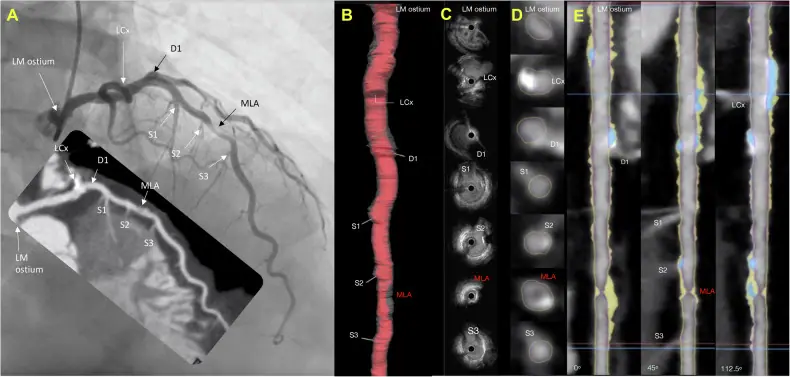 A
LCx
D1
LM ostium
MLA
S1
S2
S3
LCx
D1
MLA
S1
S2
S3
LM
ostium
B
LM ostium
LCx
D1
S1
S2
MLA
S3
C
LM ostium
LCx
D1
S1
S2
MLA
S3
D
LM ostium
LCx
D1
S1
S2
MLA
S3
E
LM ostium
LCx
D1
S1
S2
MLA
S3
0°
45°
112.5°